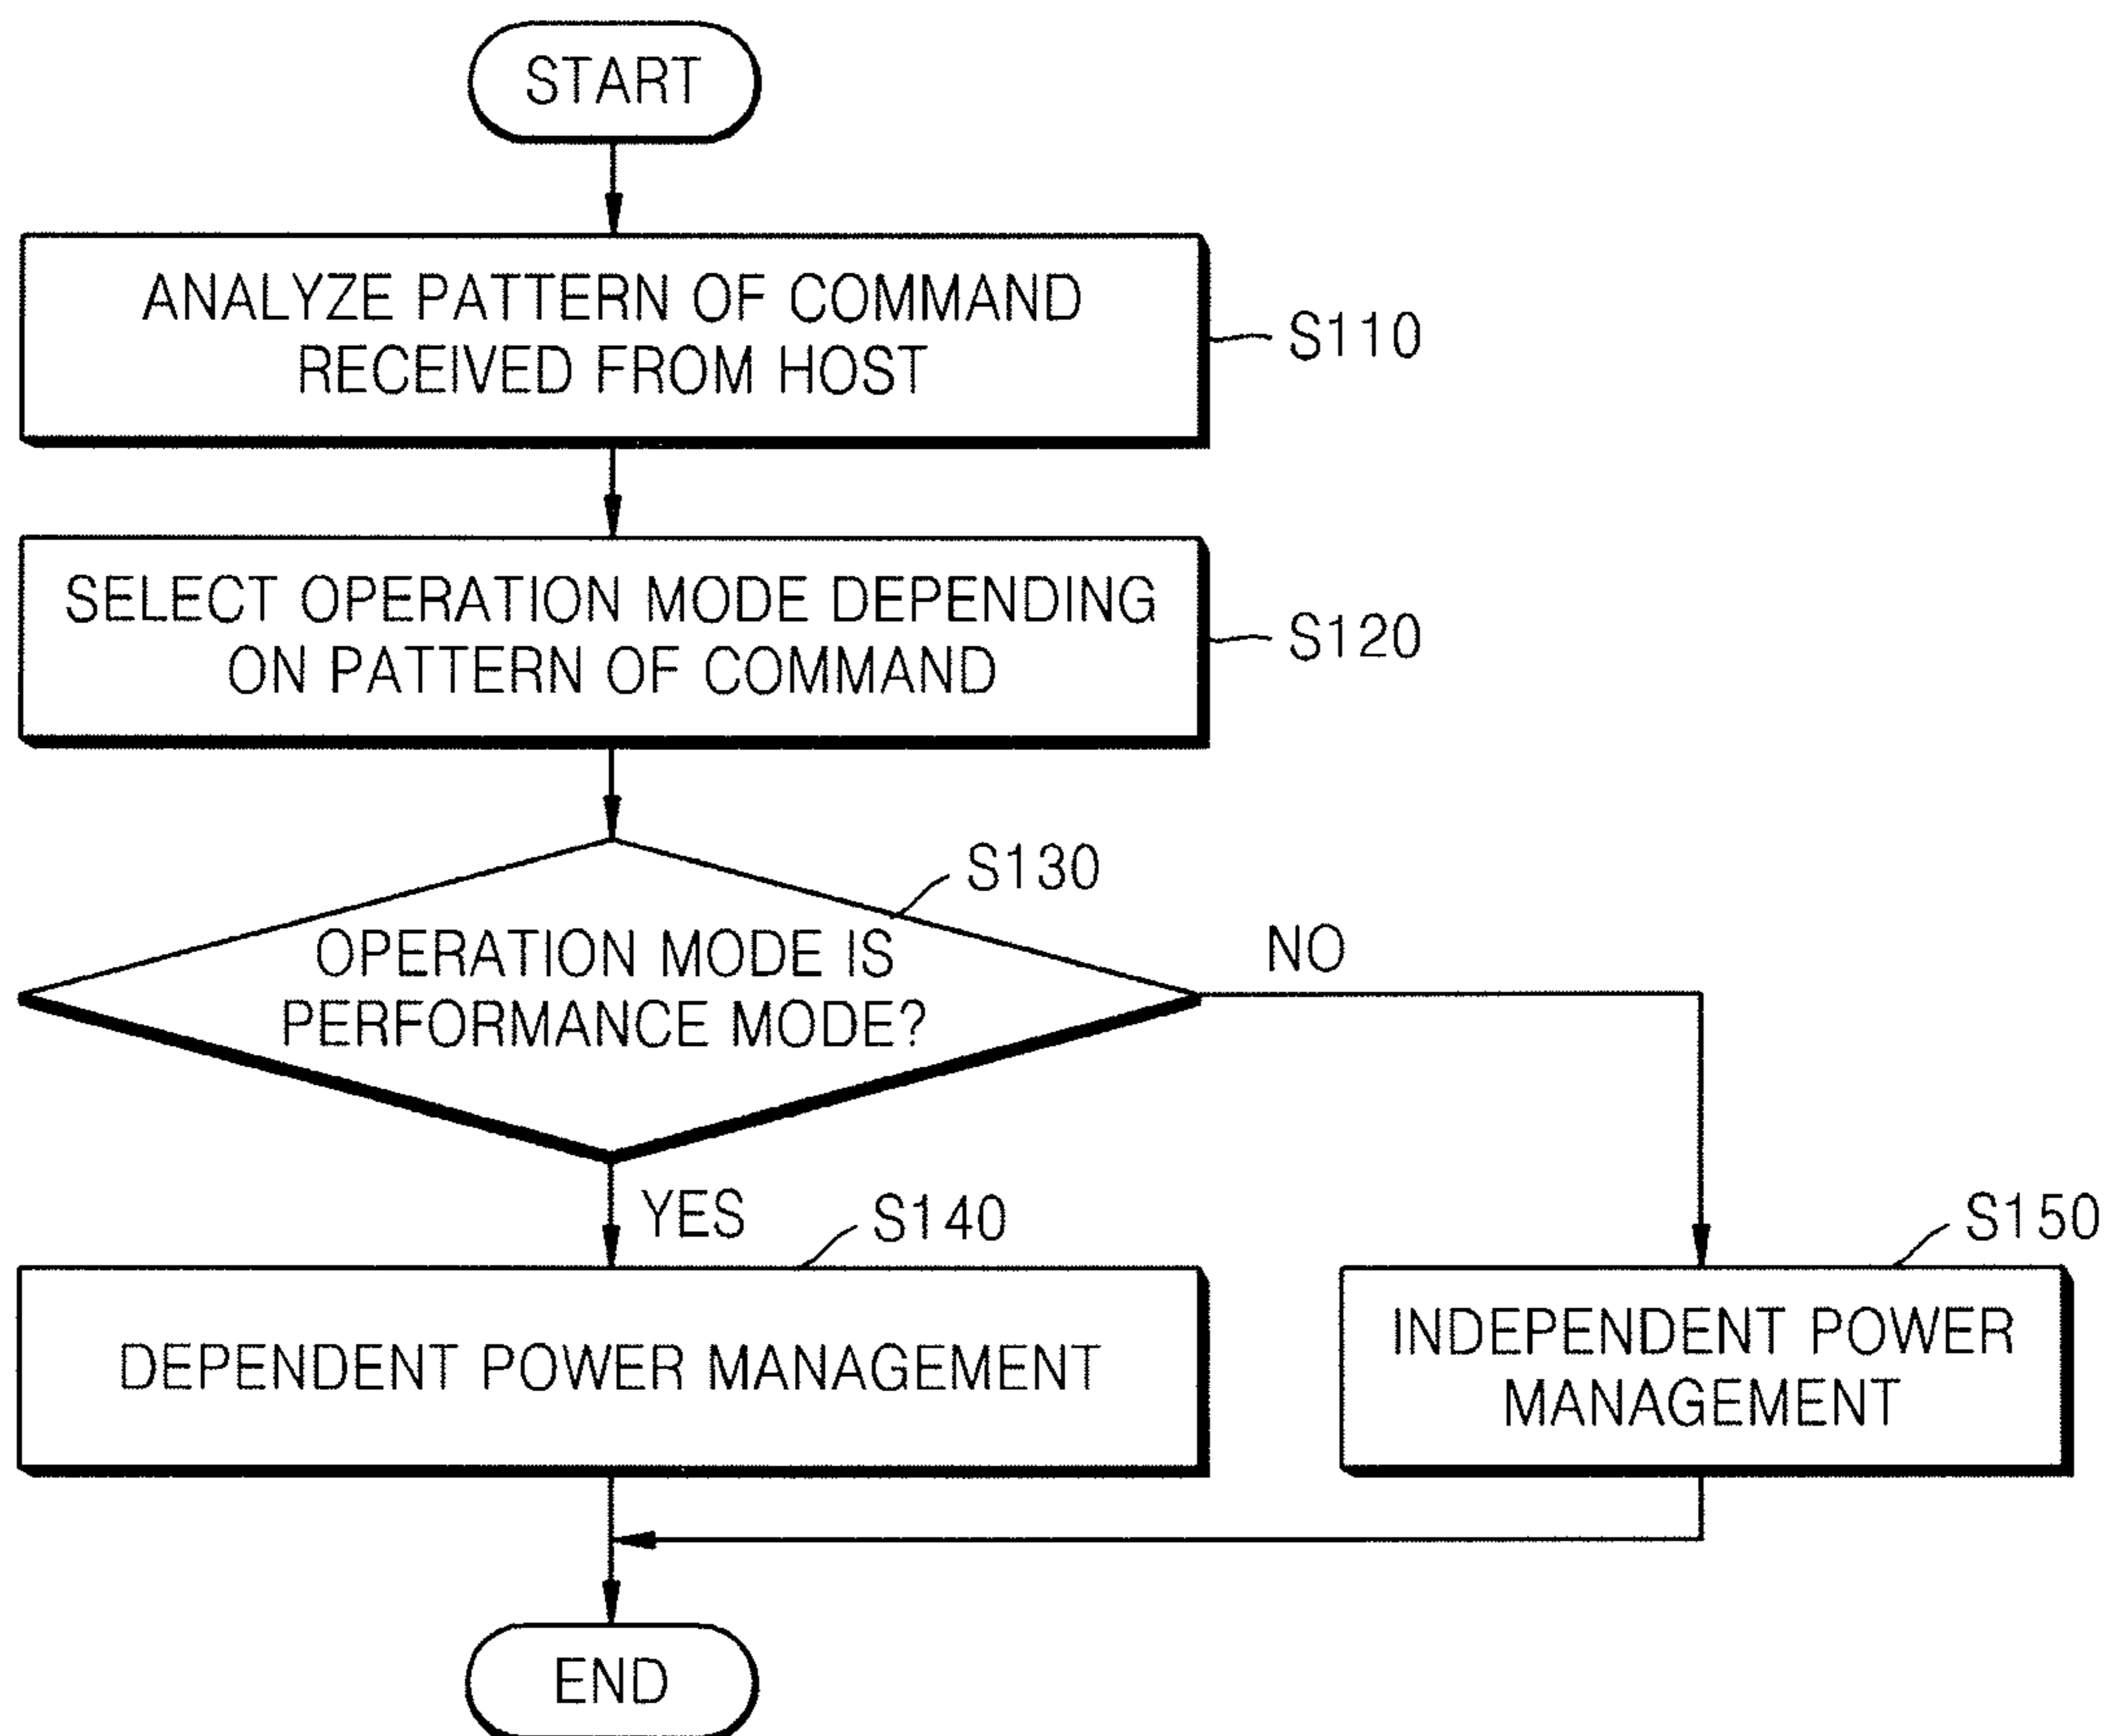 START
ANALYZE PATTERN OF COMMAND
RECEIVED FROM HOST
S110
SELECT OPERATION MODE DEPENDING
ON PATTERN OF COMMAND
S120
S130
OPERATION MODE IS
PERFORMANCE MODE?
NO
YES
S140
S150
DEPENDENT POWER MANAGEMENT
INDEPENDENT POWER
MANAGEMENT
END